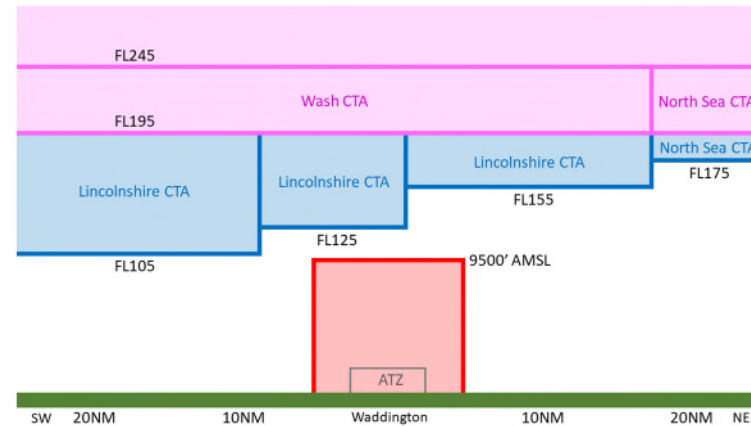 FL245
Wash CTA
North Sea CTA
FL195
North Sea CTA
Lincolnshire CTA
Lincolnshire CTA
Lincolnshire CTA
FL175
FL155
FL125
9500' AMSL
FL105
ATZ
SW 20NM 10NM Waddington 10NM 20NM NE